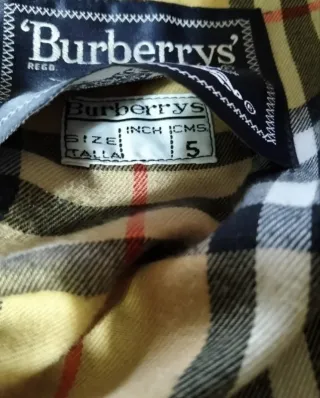 'Burberrys'
REGD.
®
Burberrys
SIZE INCH CMS.
TALLA 5